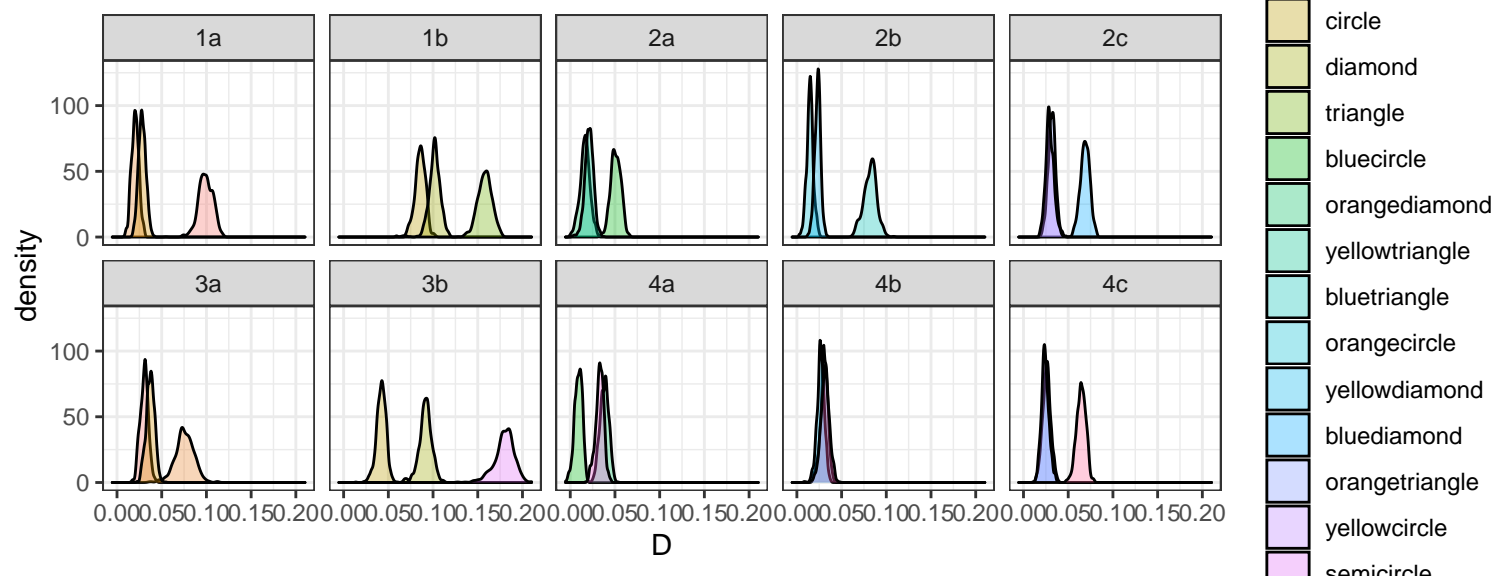 1a 1b 2a 2b 2c
100
50
0
3a 3b 4a 4b 4c
100
50
0
0.000.050.100.150.200.000.050.100.150.200.000.050.100.150.200.000.050.100.150.200.000.050.100.150.20
D
density
circle
diamond
triangle
bluecircle
orangediamond
yellowtriangle
bluetriangle
orangecircle
yellowdiamond
bluediamond
orangetriangle
yellowcircle
semicircle